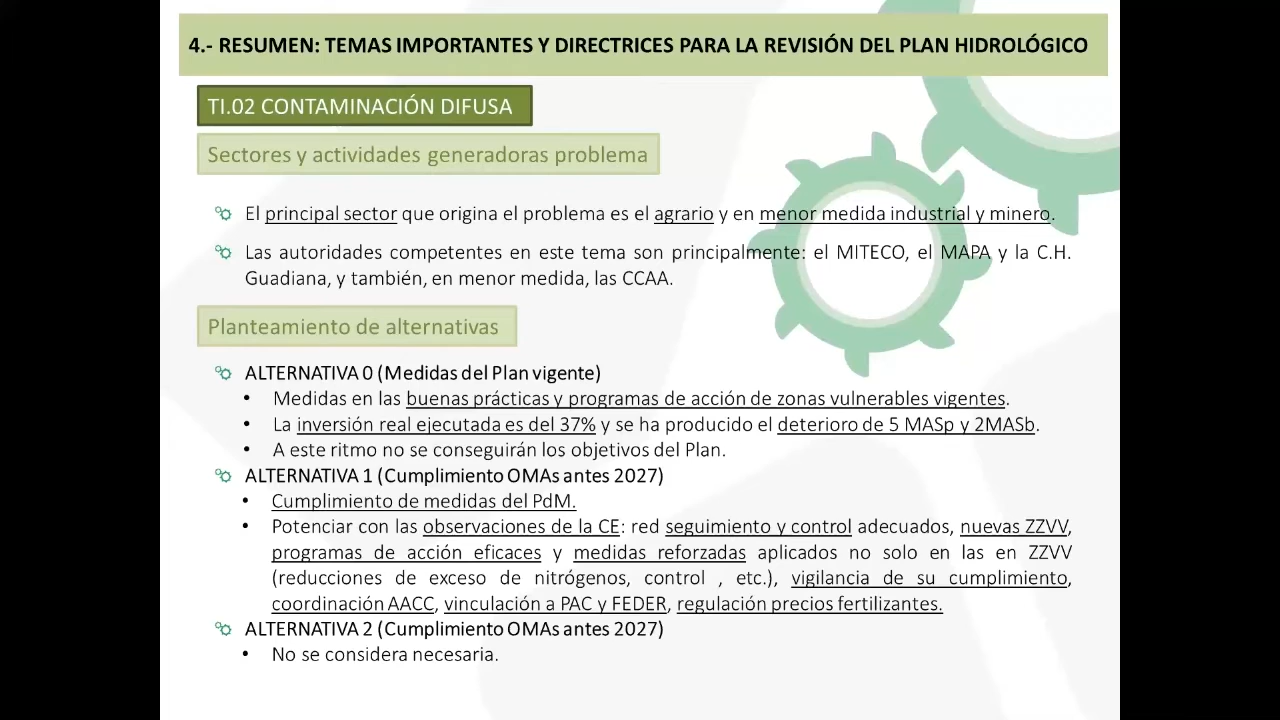 4.- RESUMEN: TEMAS IMPORTANTES Y DIRECTRICES PARA LA REVISIÓN DEL PLAN HIDROLÓGICO
TI.02 CONTAMINACIÓN DIFUSA
Sectores y actividades generadoras problema
El principal sector que origina el problema es el agrario y en menor medida industrial y minero.
Las autoridades competentes en este tema son principalmente: el MITECO, el MAPA y la C.H.
Guadiana, y también, en menor medida, las CCAA.
Planteamiento de alternativas
ALTERNATIVA 0 (Medidas del Plan vigente)
• Medidas en las buenas prácticas y programas de acción de zonas vulnerables vigentes.
• La inversión real ejecutada es del 37% y se ha producido el deterioro de 5 MASp y 2MASb.
• A este ritmo no se conseguirán los objetivos del Plan.
ALTERNATIVA 1 (Cumplimiento OMAs antes 2027)
• Cumplimiento de medidas del PdM.
• Potenciar con las observaciones de la CE: red seguimiento y control adecuados, nuevas ZZVV,
programas de acción eficaces y medidas reforzadas aplicados no solo en las en ZZVV
(reducciones de exceso de nitrógenos, control , etc.), vigilancia de su cumplimiento,
coordinación AACC, vinculación a PAC y FEDER, regulación precios fertilizantes.
ALTERNATIVA 2 (Cumplimiento OMAs antes 2027)
• No se considera necesaria.